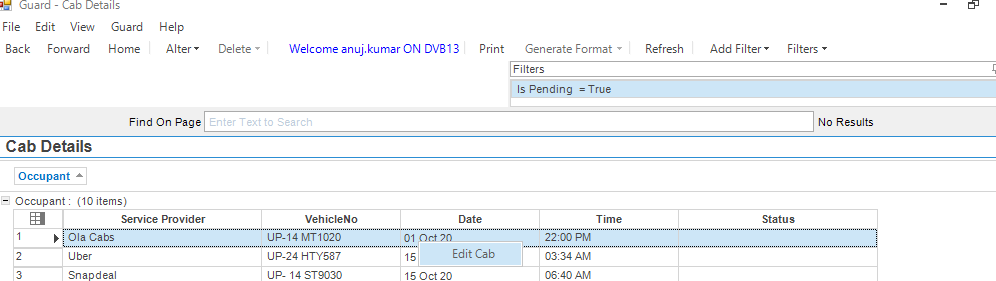 Guard - Cab Details
File Edit View Guard Help
Back Forward Home Alter Delete Welcome anuj.kumar ON DVB13 Print Generate Format Refresh Add Filter Filters
Filters
Is Pending = True
Find On Page Enter Text to Search No Results
Cab Details
Occupant
Occupant : (10 items)
Service Provider VehicleNo Date Time Status
1 Ola Cabs UP-14 MT1020 01 Oct 20 22:00 PM
Edit Cab
2 Uber UP-24 HTY587 15 03:34 AM
3 Snapdeal UP- 14 ST9030 15 Oct 20 06:40 AM